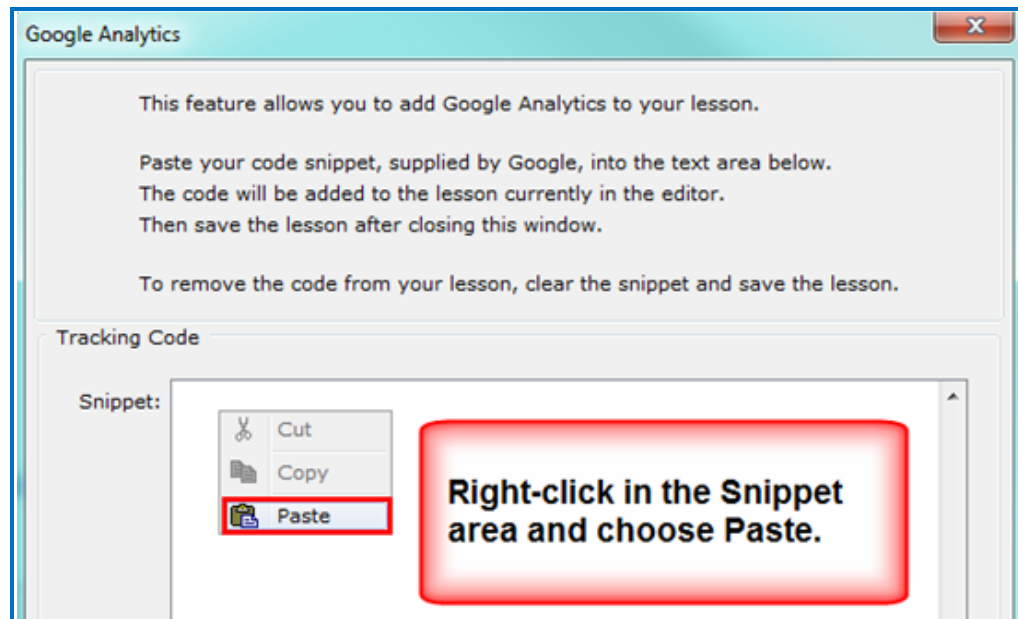 Google Analytics
This feature allows you to add Google Analytics to your lesson.
Paste your code snippet, supplied by Google, into the text area below.
The code will be added to the lesson currently in the editor.
Then save the lesson after closing this window.
To remove the code from your lesson, clear the snippet and save the lesson.
Tracking Code
Snippet:
Cut
Copy
Paste
Right-click in the Snippet
area and choose Paste.